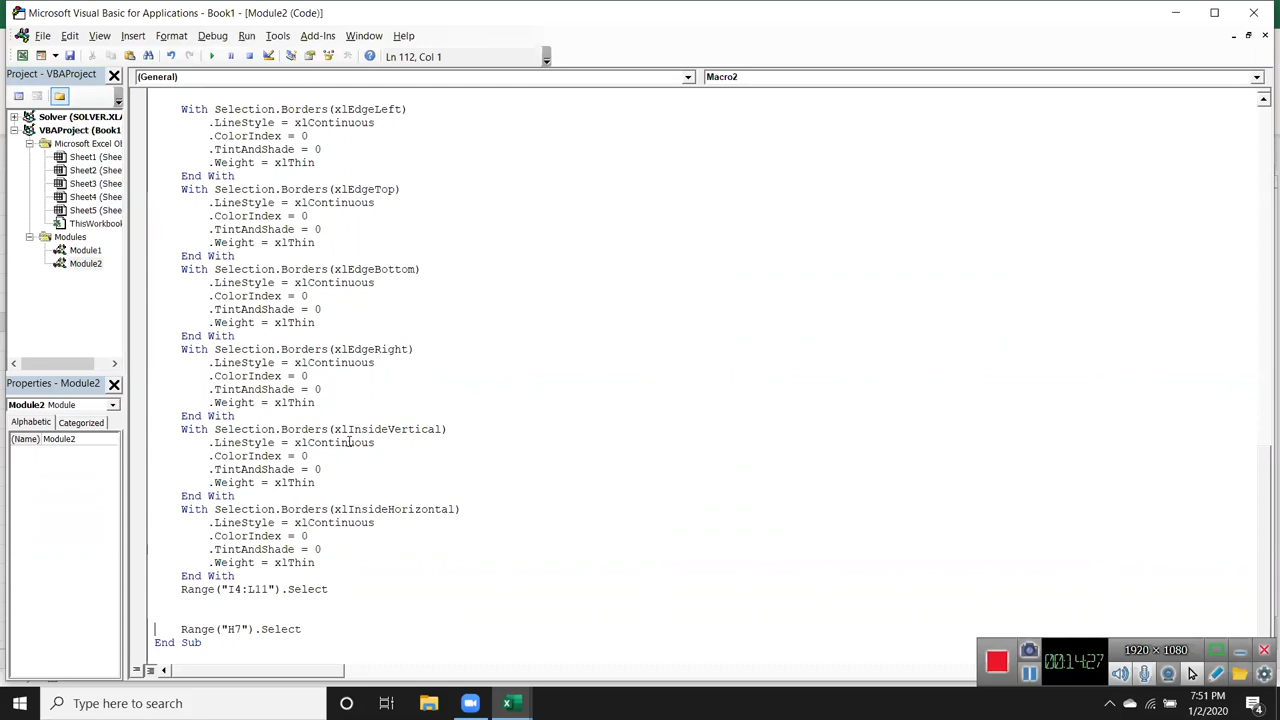 Microsoft Visual Basic for Applications - Book1 - [Module2 (Code)]
File Edit View Insert Format Debug Run Tools Add-Ins Window Help
Ln 112, Col 1
Project - VBAProject
(General)
Macro2
Solver (SOLVER.XLA
VBAProject (Book1
Microsoft Excel Ob
Sheet1 (Shee
Sheet2 (Shee
Sheet3 (Shee
Sheet4 (Shee
Sheet5 (Shee
ThisWorkbook
Modules
Module1
Module2
Properties - Module2
Module2 Module
Alphabetic Categorized
(Name) Module2
With Selection.Borders(xlEdgeLeft)
.LineStyle = xlContinuous
.ColorIndex = 0
.TintAndShade = 0
.Weight = xlThin
End With
With Selection.Borders(xlEdgeTop)
.LineStyle = xlContinuous
.ColorIndex = 0
.TintAndShade = 0
.Weight = xlThin
End With
With Selection.Borders(xlEdgeBottom)
.LineStyle = xlContinuous
.ColorIndex = 0
.TintAndShade = 0
.Weight = xlThin
End With
With Selection.Borders(xlEdgeRight)
.LineStyle = xlContinuous
.ColorIndex = 0
.TintAndShade = 0
.Weight = xlThin
End With
With Selection.Borders(xlInsideVertical)
.LineStyle = xlContinuous
.ColorIndex = 0
.TintAndShade = 0
.Weight = xlThin
End With
With Selection.Borders(xlInsideHorizontal)
.LineStyle = xlContinuous
.ColorIndex = 0
.TintAndShade = 0
.Weight = xlThin
End With
Range("I4:L11").Select
Range("H7").Select
End Sub
1920 × 1080
00:14:27
Type here to search
7:51 PM
1/2/2020
4